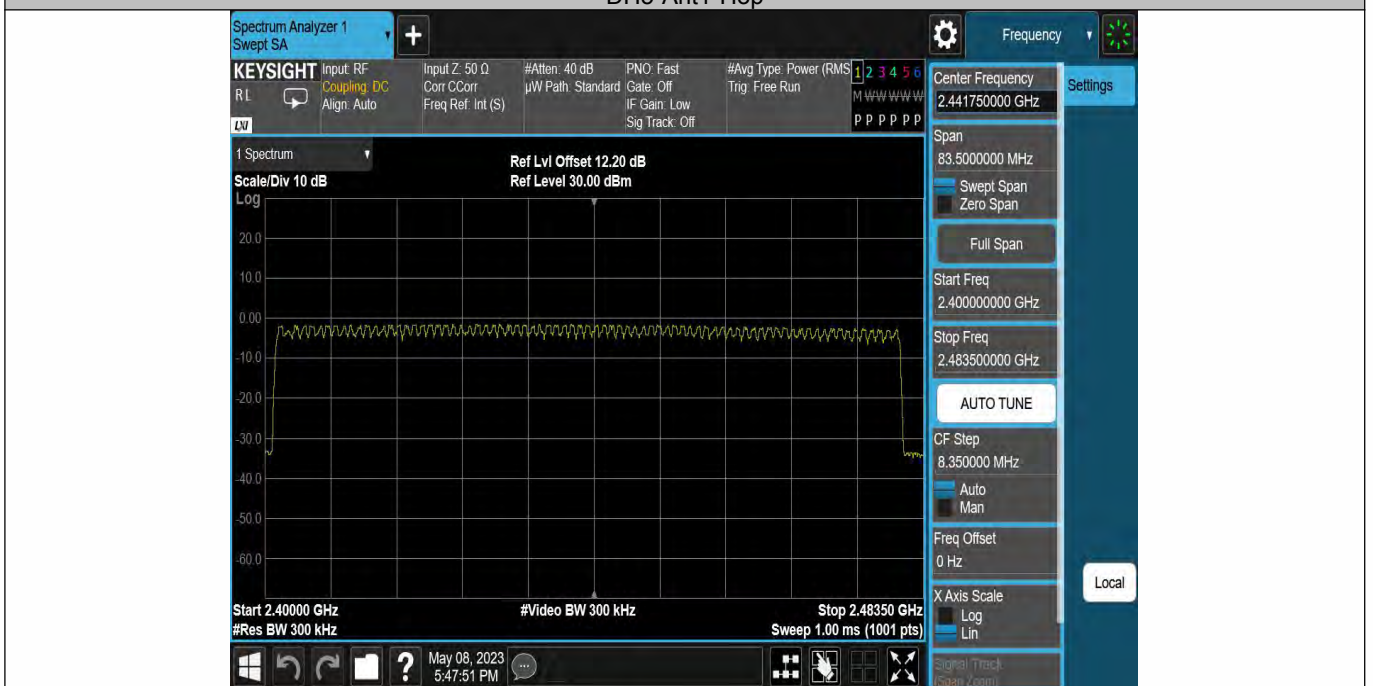 Spectrum Analyzer 1
Swept SA
+
Frequency
KEYSIGHT
RL
LXI
Input: RF
Coupling: DC
Align: Auto
Input Z: 50 Ω
Corr CCorr
Freq Ref: Int (S)
#Atten: 40 dB
µW Path: Standard
PNO: Fast
Gate: Off
IF Gain: Low
Sig Track: Off
#Avg Type: Power (RMS
Trig: Free Run
1 2 3 4 5 6
M W W W W W
P P P P P P
1 Spectrum
Scale/Div 10 dB
Log
Ref Lvl Offset 12.20 dB
Ref Level 30.00 dBm
20.0
10.0
0.00
-10.0
-20.0
-30.0
-40.0
-50.0
-60.0
Start 2.40000 GHz
#Video BW 300 kHz
Stop 2.48350 GHz
#Res BW 300 kHz
Sweep 1.00 ms (1001 pts)
Center Frequency
2.441750000 GHz
Settings
Span
83.5000000 MHz
Swept Span
Zero Span
Full Span
Start Freq
2.400000000 GHz
Stop Freq
2.483500000 GHz
AUTO TUNE
CF Step
8.350000 MHz
Auto
Man
Freq Offset
0 Hz
X Axis Scale
Log
Lin
Local
Signal Track
(Span Zoom)
?
May 08, 2023
5:47:51 PM